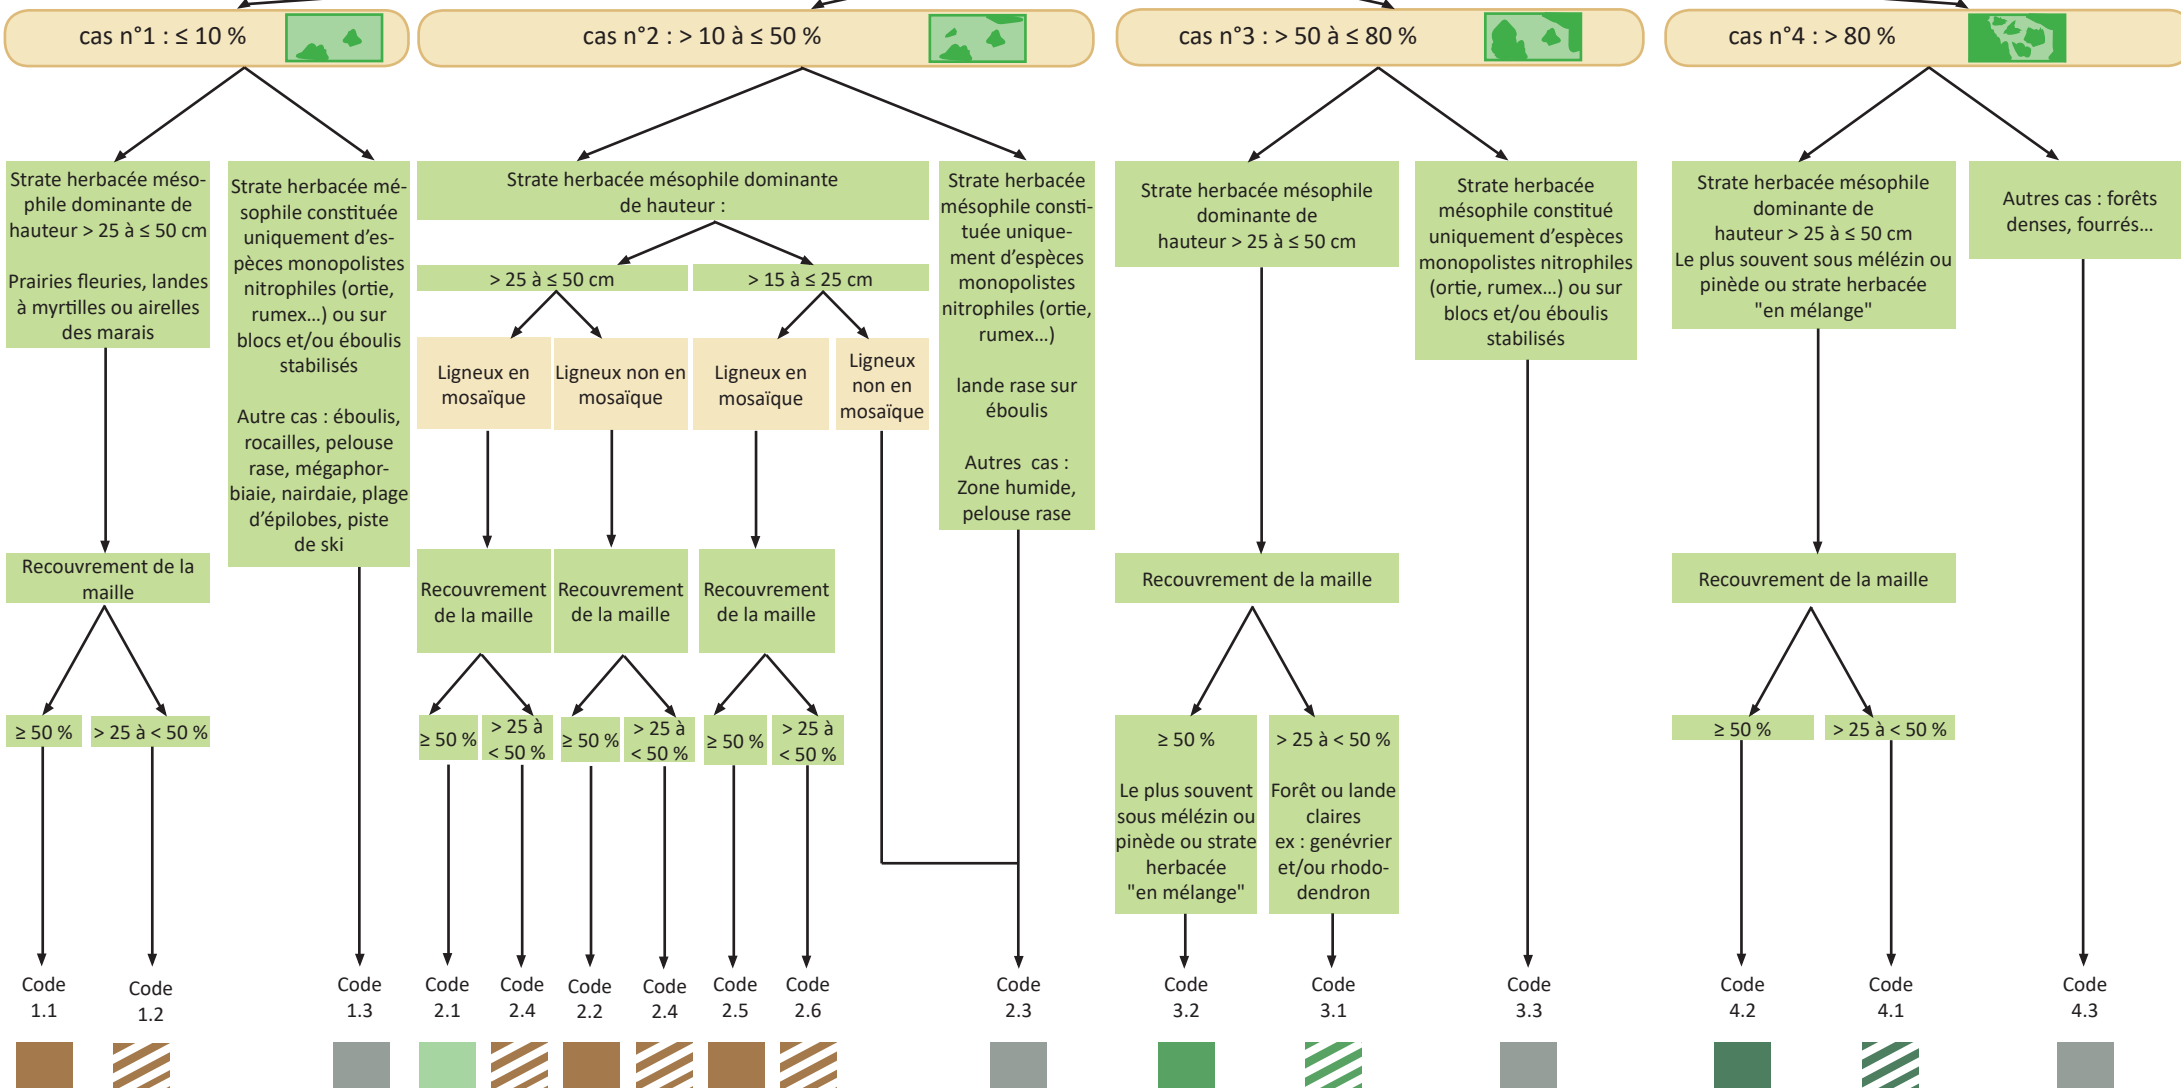 cas n°1 : ≤ 10 %
cas n°2 : > 10 à ≤ 50 %
cas n°3 : > 50 à ≤ 80 %
cas n°4 : > 80 %
Strate herbacée méso-
phile dominante de
hauteur > 25 à ≤ 50 cm
Prairies fleuries, landes
à myrtilles ou airelles
des marais
Strate herbacée mé-
sophile constituée
uniquement d'es-
pèces monopolistes
nitrophiles (ortie,
rumex...) ou sur
blocs et/ou éboulis
stabilisés
Autre cas : éboulis,
rocailles, pelouse
rase, mégaphor-
biaie, nairdaie, plage
d'épilobes, piste
de ski
Strate herbacée mésophile dominante
de hauteur :
> 25 à ≤ 50 cm
> 15 à ≤ 25 cm
Ligneux en
mosaïque
Ligneux non en
mosaïque
Ligneux en
mosaïque
Ligneux
non en
mosaïque
Strate herbacée
mésophile consti-
tuée unique-
ment d'espèces
monopolistes
nitrophiles (ortie,
rumex...)
lande rase sur
éboulis
Autres cas :
Zone humide,
pelouse rase
Strate herbacée mésophile
dominante de
hauteur > 25 à ≤ 50 cm
Strate herbacée
mésophile constitué
uniquement d'espèces
monopolistes nitrophiles
(ortie, rumex...) ou sur
blocs et/ou éboulis
stabilisés
Strate herbacée mésophile
dominante de
hauteur > 25 à ≤ 50 cm
Le plus souvent sous mélézin ou
pinède ou strate herbacée
"en mélange"
Autres cas : forêts
denses, fourrés...
Recouvrement de la
maille
Recouvrement
de la maille
Recouvrement
de la maille
Recouvrement
de la maille
Recouvrement de la maille
Recouvrement de la maille
≥ 50 %
> 25 à < 50 %
≥ 50 %
> 25 à
< 50 %
≥ 50 %
> 25 à
< 50 %
≥ 50 %
> 25 à
< 50 %
≥ 50 %
Le plus souvent
sous mélézin ou
pinède ou strate
herbacée
"en mélange"
> 25 à < 50 %
Forêt ou lande
claires
ex : genévrier
et/ou rhodo-
dendron
≥ 50 %
> 25 à < 50 %
Code
1.1
Code
1.2
Code
1.3
Code
2.1
Code
2.4
Code
2.2
Code
2.4
Code
2.5
Code
2.6
Code
2.3
Code
3.2
Code
3.1
Code
3.3
Code
4.2
Code
4.1
Code
4.3